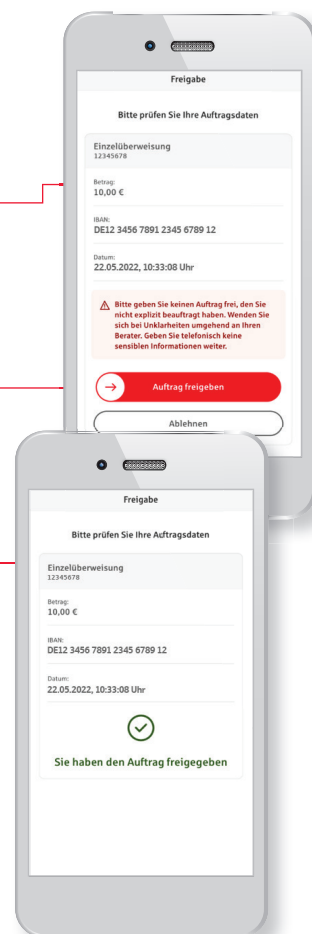 Freigabe
Bitte prüfen Sie Ihre Auftragsdaten
Einzelüberweisung
12345678
Betrag:
10,00 €
IBAN:
DE12 3456 7891 2345 6789 12
Datum:
22.05.2022, 10:33:08 Uhr
Bitte geben Sie keinen Auftrag frei, den Sie
nicht explizit beauftragt haben. Wenden Sie
sich bei Unklarheiten umgehend an Ihren
Berater. Geben Sie telefonisch keine
sensiblen Informationen weiter.
Auftrag freigeben
Ablehnen
Freigabe
Bitte prüfen Sie Ihre Auftragsdaten
Einzelüberweisung
12345678
Betrag:
10,00 €
IBAN:
DE12 3456 7891 2345 6789 12
Datum:
22.05.2022, 10:33:08 Uhr
Sie haben den Auftrag freigegeben